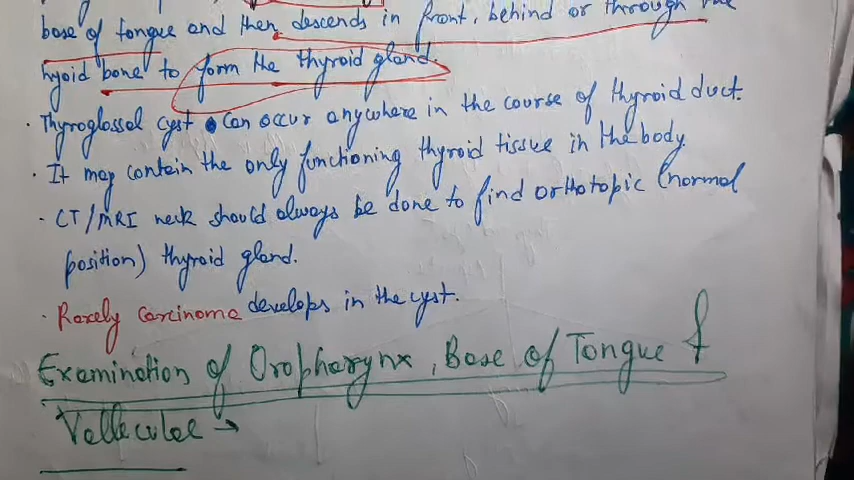 base of tongue and then descends in front, behind or through the
hyoid bone to form the thyroid gland.
· Thyroglossal cyst can occur anywhere in the course of thyroid duct.
· It may contain the only functioning thyroid tissue in the body.
· CT/MRI neck should always be done to find orthotopic (normal
position) thyroid gland.
· Rarely carcinoma develops in the cyst.
Examination of Oropharynx, Base of Tongue &
Valleculae →